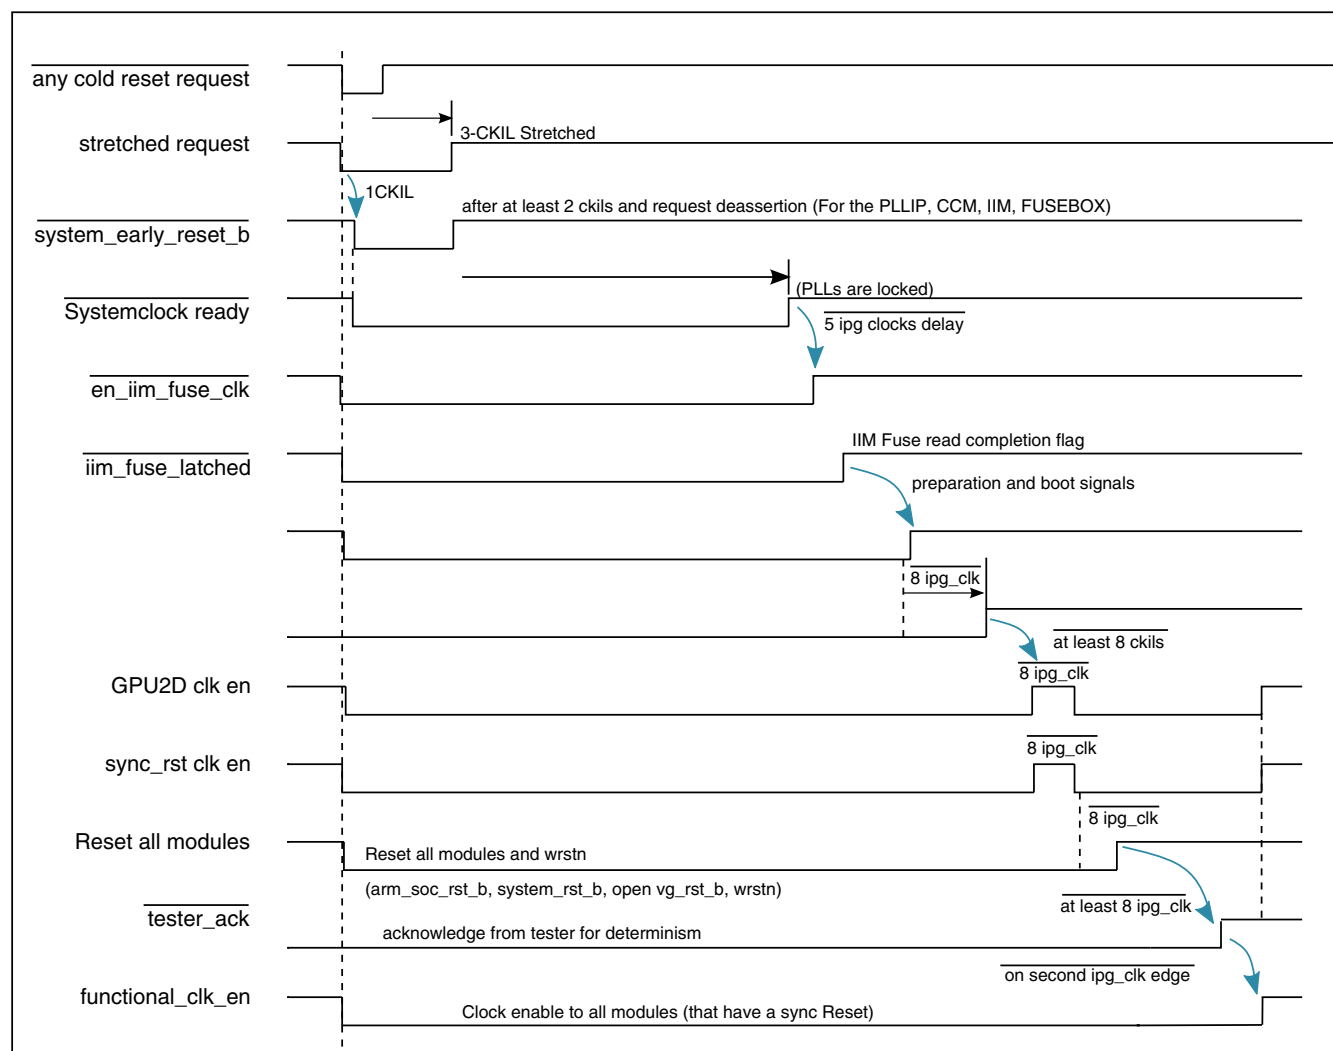 any cold reset request
3-CKIL Stretched
stretched request
1CKIL
after at least 2 ckils and request deassertion (For the PLLIP, CCM, IIM, FUSEBOX)
system_early_reset_b
(PLLs are locked)
Systemclock ready
5 ipg clocks delay
en_iim_fuse_clk
IIM Fuse read completion flag
iim_fuse_latched
preparation and boot signals
8 ipg_clk
at least 8 ckils
8 ipg_clk
GPU2D clk en
8 ipg_clk
sync_rst clk en
8 ipg_clk
Reset all modules
Reset all modules and wrstn
(arm_soc_rst_b, system_rst_b, open vg_rst_b, wrstn)
at least 8 ipg_clk
tester_ack
acknowledge from tester for determinism
on second ipg_clk edge
functional_clk_en
Clock enable to all modules (that have a sync Reset)